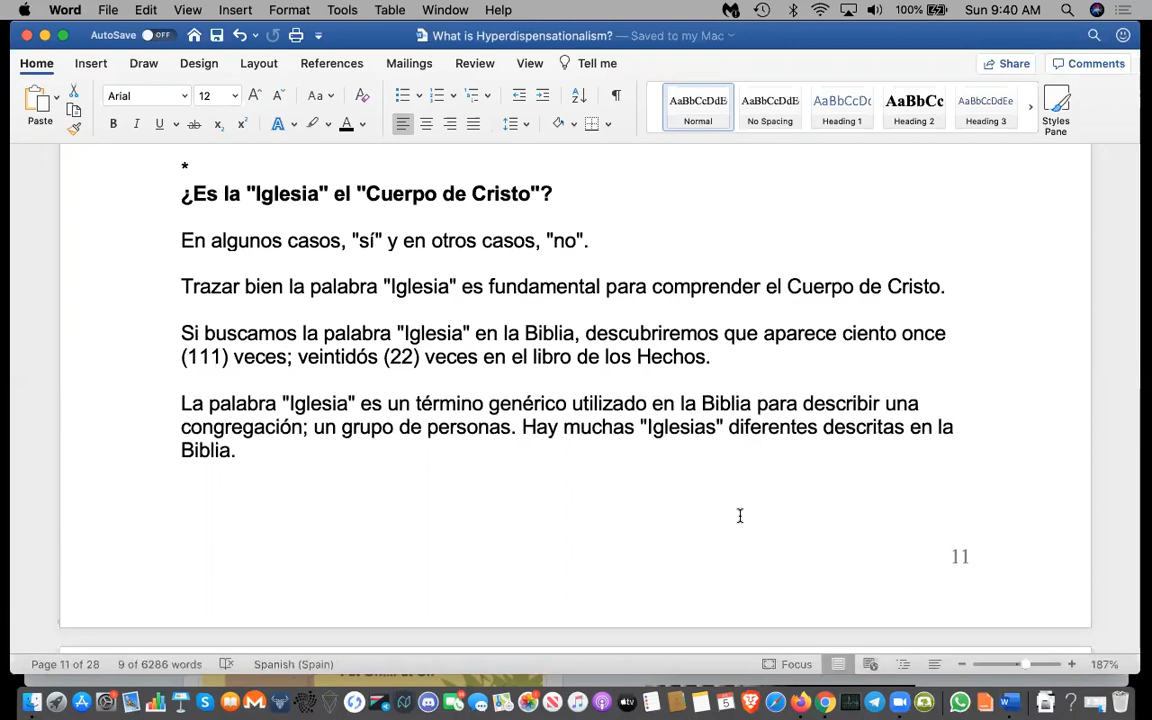 Word File Edit View Insert Format Tools Table Window Help 100% Sun 9:40 AM
AutoSave OFF What is Hyperdispensationalism? — Saved to my Mac
Home Insert Draw Design Layout References Mailings Review View Tell me Share Comments
Paste Arial 12 Aa AaBbCcDdE AaBbCcDdE AaBbCcDc AaBbCc AaBbCcDdEe
B I U ab x₂ x² A A Normal No Spacing Heading 1 Heading 2 Heading 3 Styles Pane
*
¿Es la "Iglesia" el "Cuerpo de Cristo"?
En algunos casos, "sí" y en otros casos, "no".
Trazar bien la palabra "Iglesia" es fundamental para comprender el Cuerpo de Cristo.
Si buscamos la palabra "Iglesia" en la Biblia, descubriremos que aparece ciento once
(111) veces; veintidós (22) veces en el libro de los Hechos.
La palabra "Iglesia" es un término genérico utilizado en la Biblia para describir una
congregación; un grupo de personas. Hay muchas "Iglesias" diferentes descritas en la
Biblia.
11
Page 11 of 28 9 of 6286 words Spanish (Spain) Focus 187%